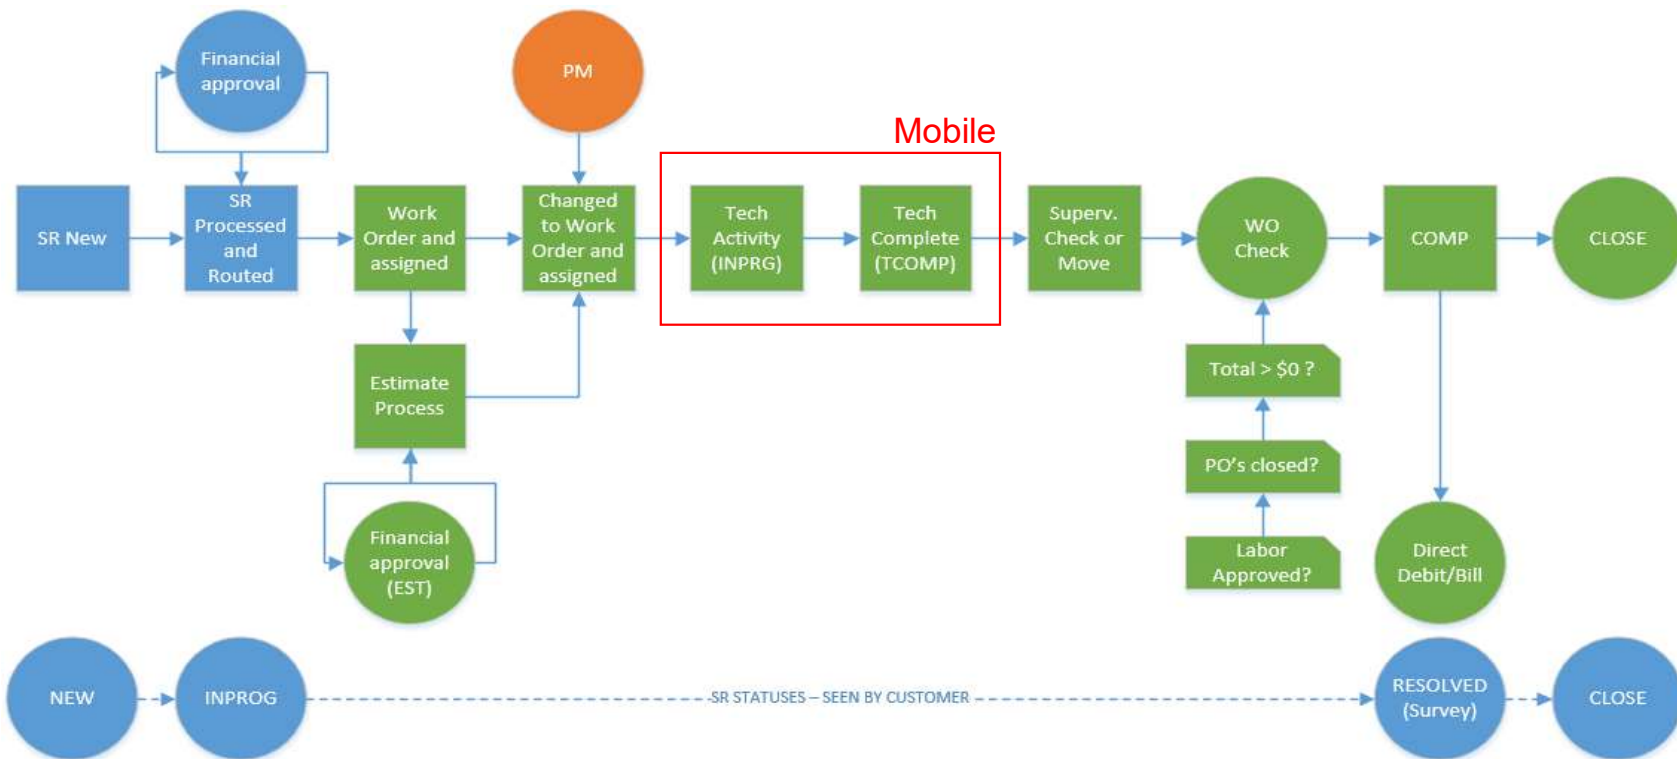 Financial
approval
PM
Mobile
SR New
SR
Processed
and
Routed
Work
Order and
assigned
Changed
to Work
Order and
assigned
Tech
Activity
(INPRG)
Tech
Complete
(TCOMP)
Superv.
Check or
Move
WO
Check
COMP
CLOSE
Estimate
Process
Total > $0 ?
PO's closed?
Labor
Approved?
Financial
approval
(EST)
Direct
Debit/Bill
NEW
INPROG
SR STATUSES – SEEN BY CUSTOMER
RESOLVED
(Survey)
CLOSE